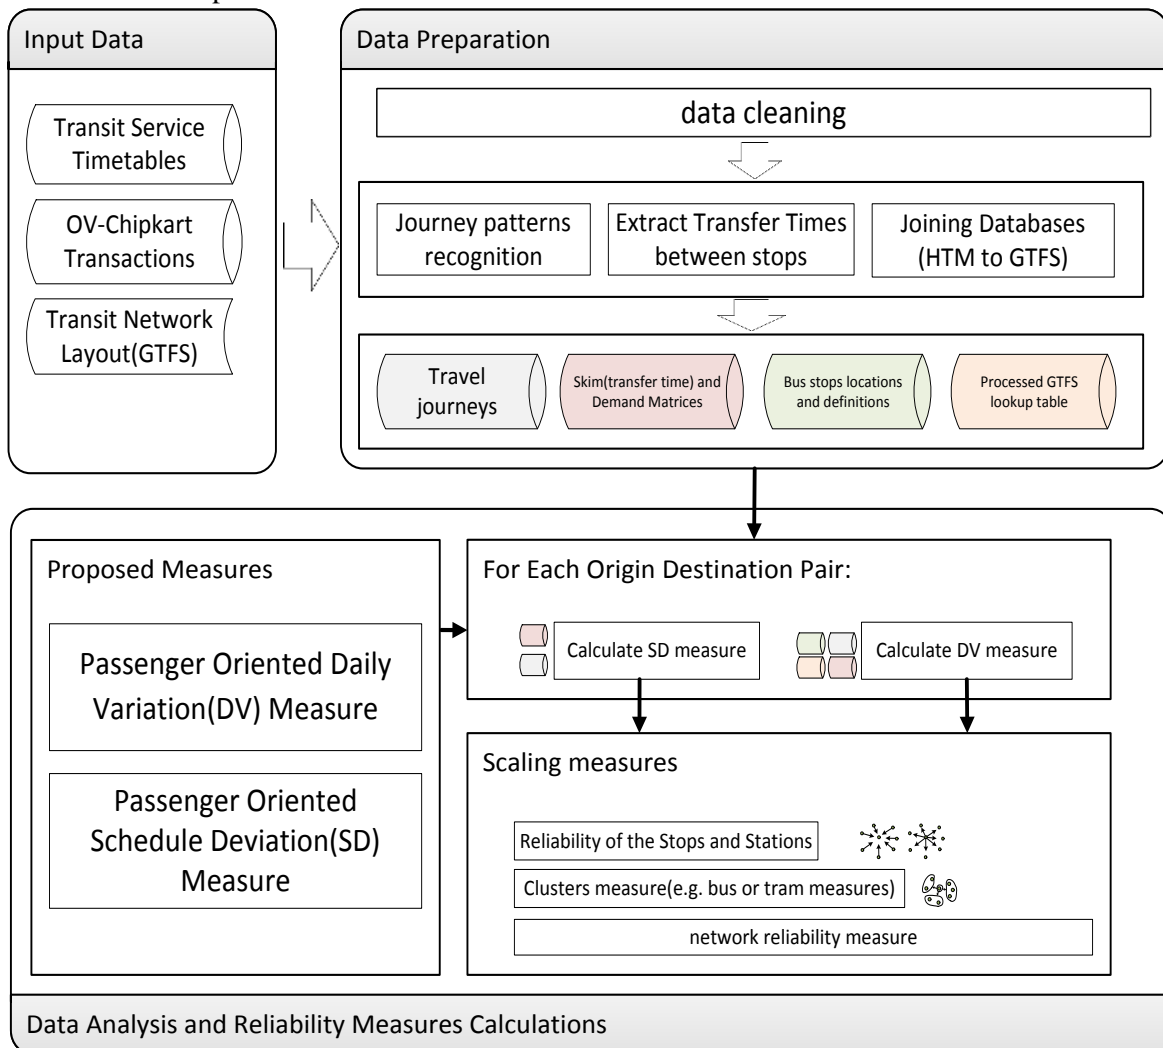 Input Data
Transit Service
Timetables
OV-Chipkart
Transactions
Transit Network
Layout(GTFS)
Data Preparation
data cleaning
Journey patterns
recognition
Extract Transfer Times
between stops
Joining Databases
(HTM to GTFS)
Travel
journeys
Skim(transfer time) and
Demand Matrices
Bus stops locations
and definitions
Processed GTFS
lookup table
Proposed Measures
Passenger Oriented Daily
Variation(DV) Measure
Passenger Oriented
Schedule Deviation(SD)
Measure
For Each Origin Destination Pair:
Calculate SD measure
Calculate DV measure
Scaling measures
Reliability of the Stops and Stations
Clusters measure(e.g. bus or tram measures)
network reliability measure
Data Analysis and Reliability Measures Calculations